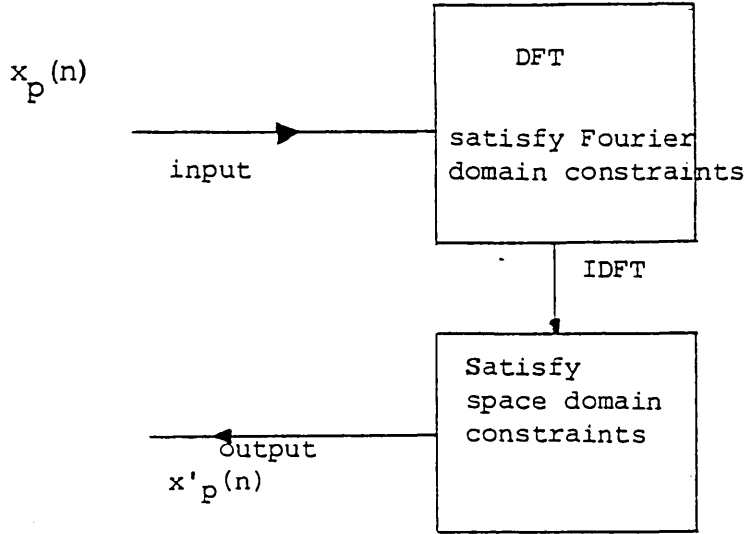 x_p(n)
input
DFT
satisfy Fourier
domain constraints
IDFT
Satisfy
space domain
constraints
output
x'_p(n)